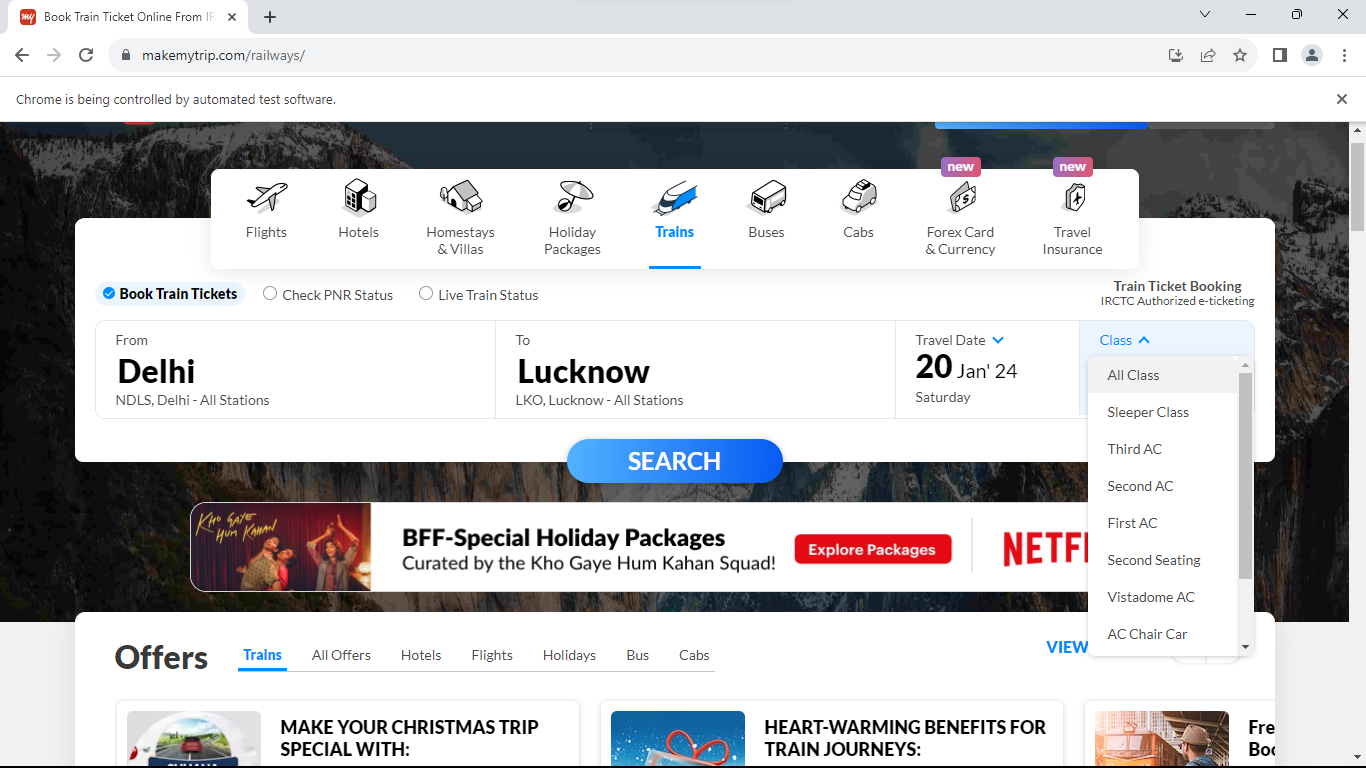 my
Book Train Ticket Online From IR
makemytrip.com/railways/
Chrome is being controlled by automated test software.
new
new
Flights
Hotels
Homestays
& Villas
Holiday
Packages
Trains
Buses
Cabs
Forex Card
& Currency
Travel
Insurance
Book Train Tickets
Check PNR Status
Live Train Status
Train Ticket Booking
IRCTC Authorized e-ticketing
From
Delhi
NDLS, Delhi - All Stations
To
Lucknow
LKO, Lucknow - All Stations
Travel Date
20 Jan' 24
Saturday
Class
All Class
Sleeper Class
Third AC
Second AC
First AC
Second Seating
Vistadome AC
AC Chair Car
SEARCH
KHO GAYE
HUM KAHAN
BFF-Special Holiday Packages
Curated by the Kho Gaye Hum Kahan Squad!
Explore Packages
NETF
Offers
Trains
All Offers
Hotels
Flights
Holidays
Bus
Cabs
VIEW
MAKE YOUR CHRISTMAS TRIP
SPECIAL WITH:
HEART-WARMING BENEFITS FOR
TRAIN JOURNEYS:
Fre
Boo